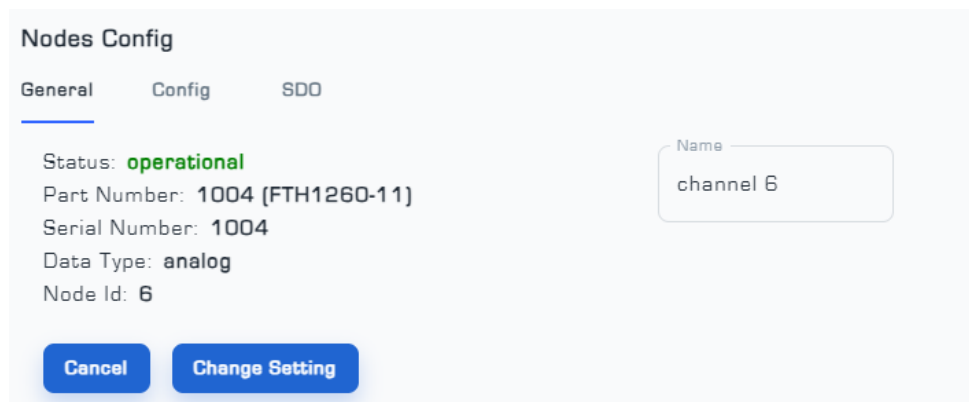 Nodes Config
General Config SDO
Status: operational
Part Number: 1004 (FTH1260-11)
Serial Number: 1004
Data Type: analog
Node Id: 6
Name
channel 6
Cancel Change Setting